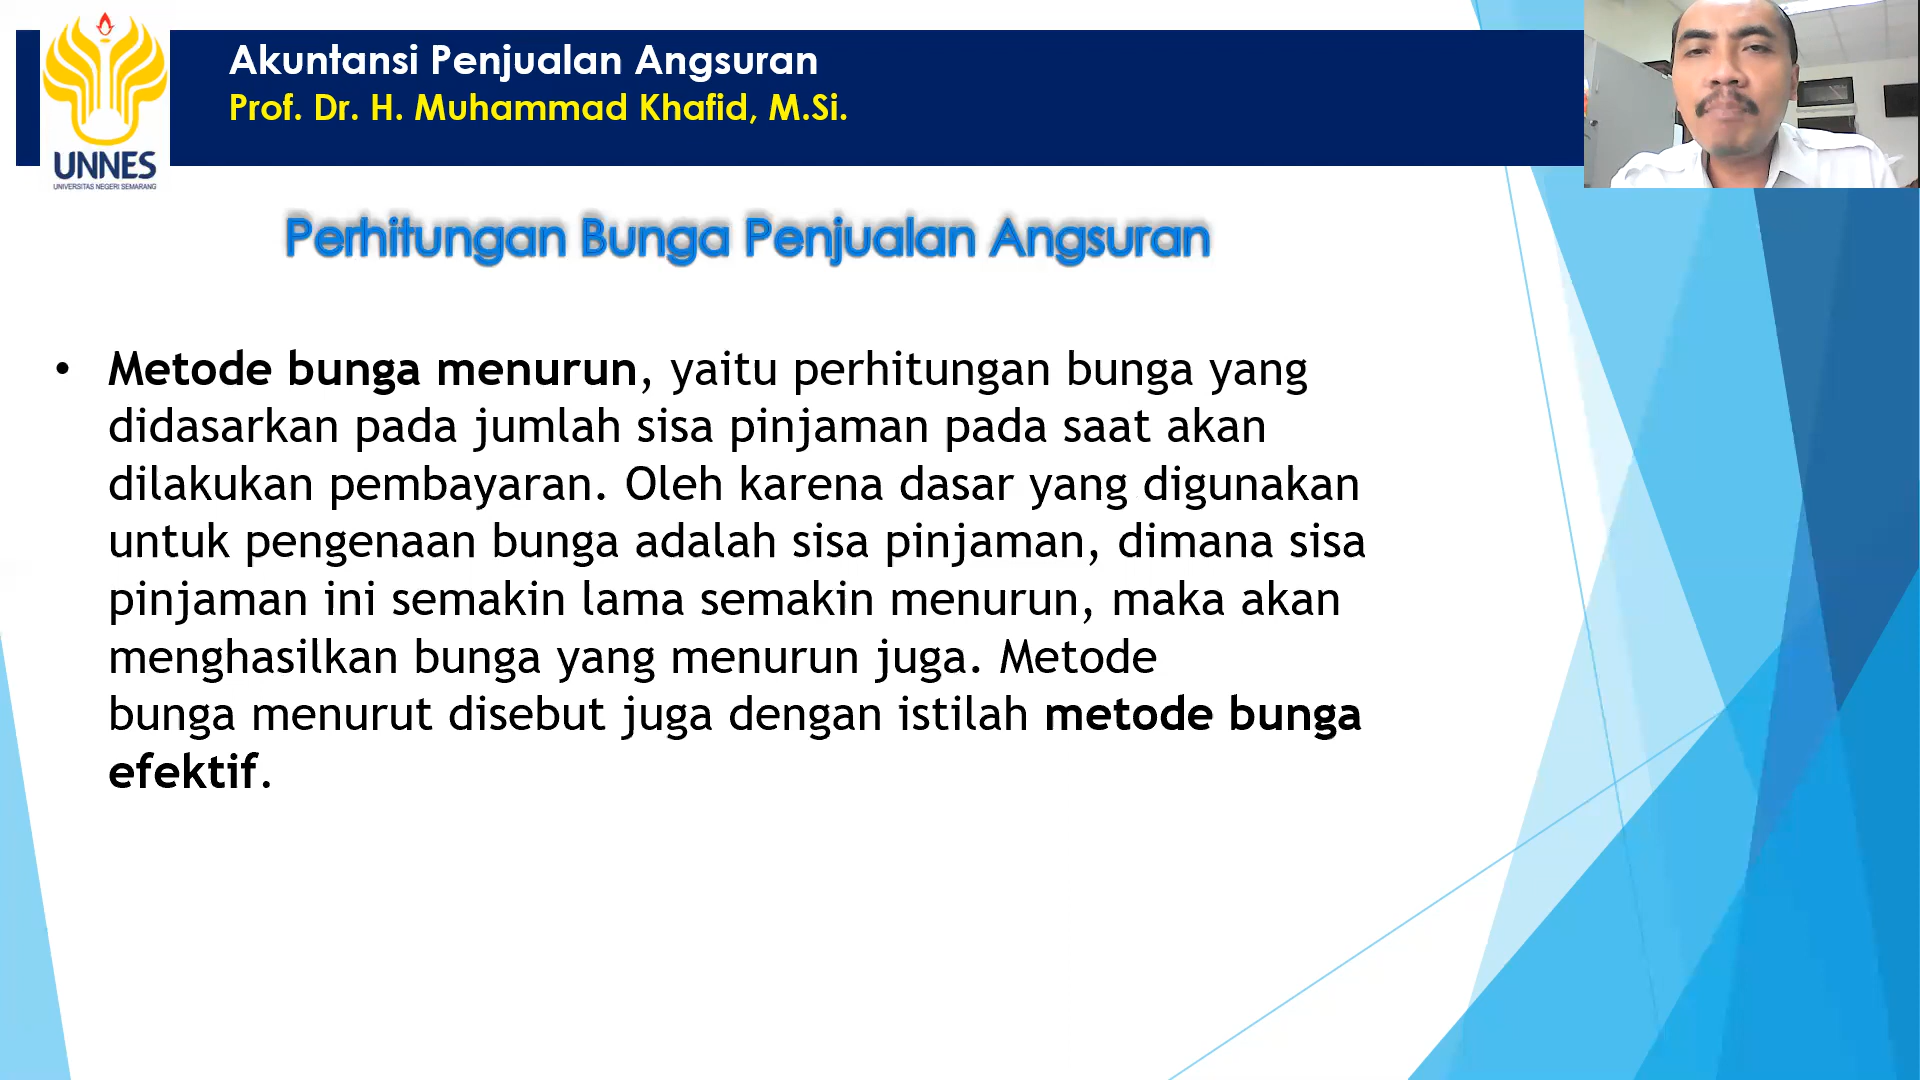 Akuntansi Penjualan Angsuran
Prof. Dr. H. Muhammad Khafid, M.Si.
UNNES
UNIVERSITAS NEGERI SEMARANG
Perhitungan Bunga Penjualan Angsuran
• Metode bunga menurun, yaitu perhitungan bunga yang
didasarkan pada jumlah sisa pinjaman pada saat akan
dilakukan pembayaran. Oleh karena dasar yang digunakan
untuk pengenaan bunga adalah sisa pinjaman, dimana sisa
pinjaman ini semakin lama semakin menurun, maka akan
menghasilkan bunga yang menurun juga. Metode
bunga menurut disebut juga dengan istilah metode bunga
efektif.